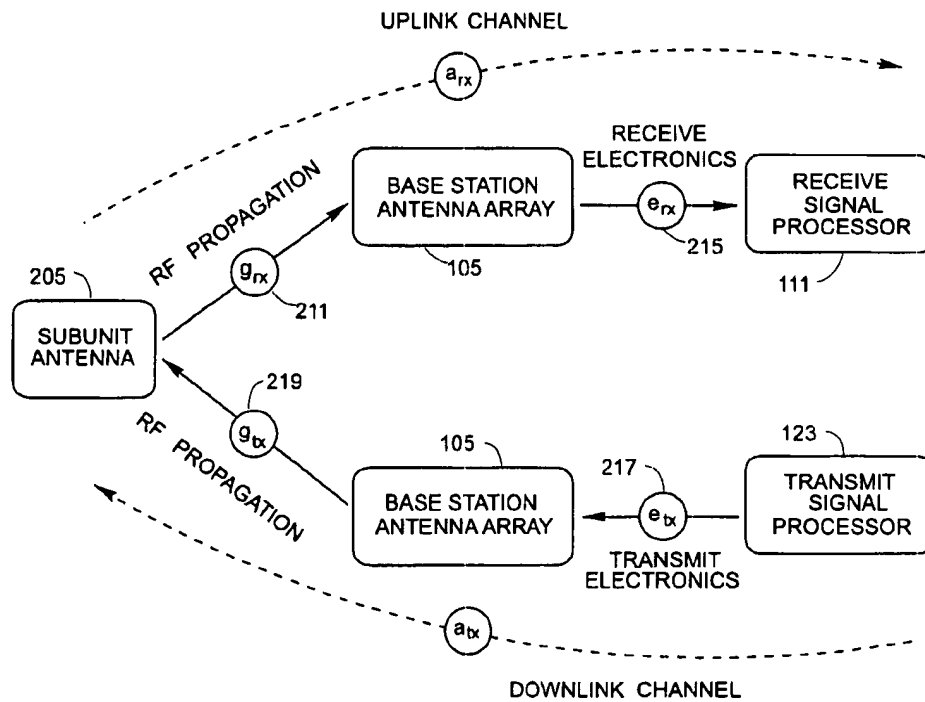 UPLINK CHANNEL
a_rx
RF PROPAGATION
g_rx
211
BASE STATION
ANTENNA ARRAY
105
RECEIVE
ELECTRONICS
e_rx
215
RECEIVE
SIGNAL
PROCESSOR
111
205
SUBUNIT
ANTENNA
219
g_tx
RF PROPAGATION
105
BASE STATION
ANTENNA ARRAY
217
e_tx
TRANSMIT
ELECTRONICS
123
TRANSMIT
SIGNAL
PROCESSOR
a_tx
DOWNLINK CHANNEL